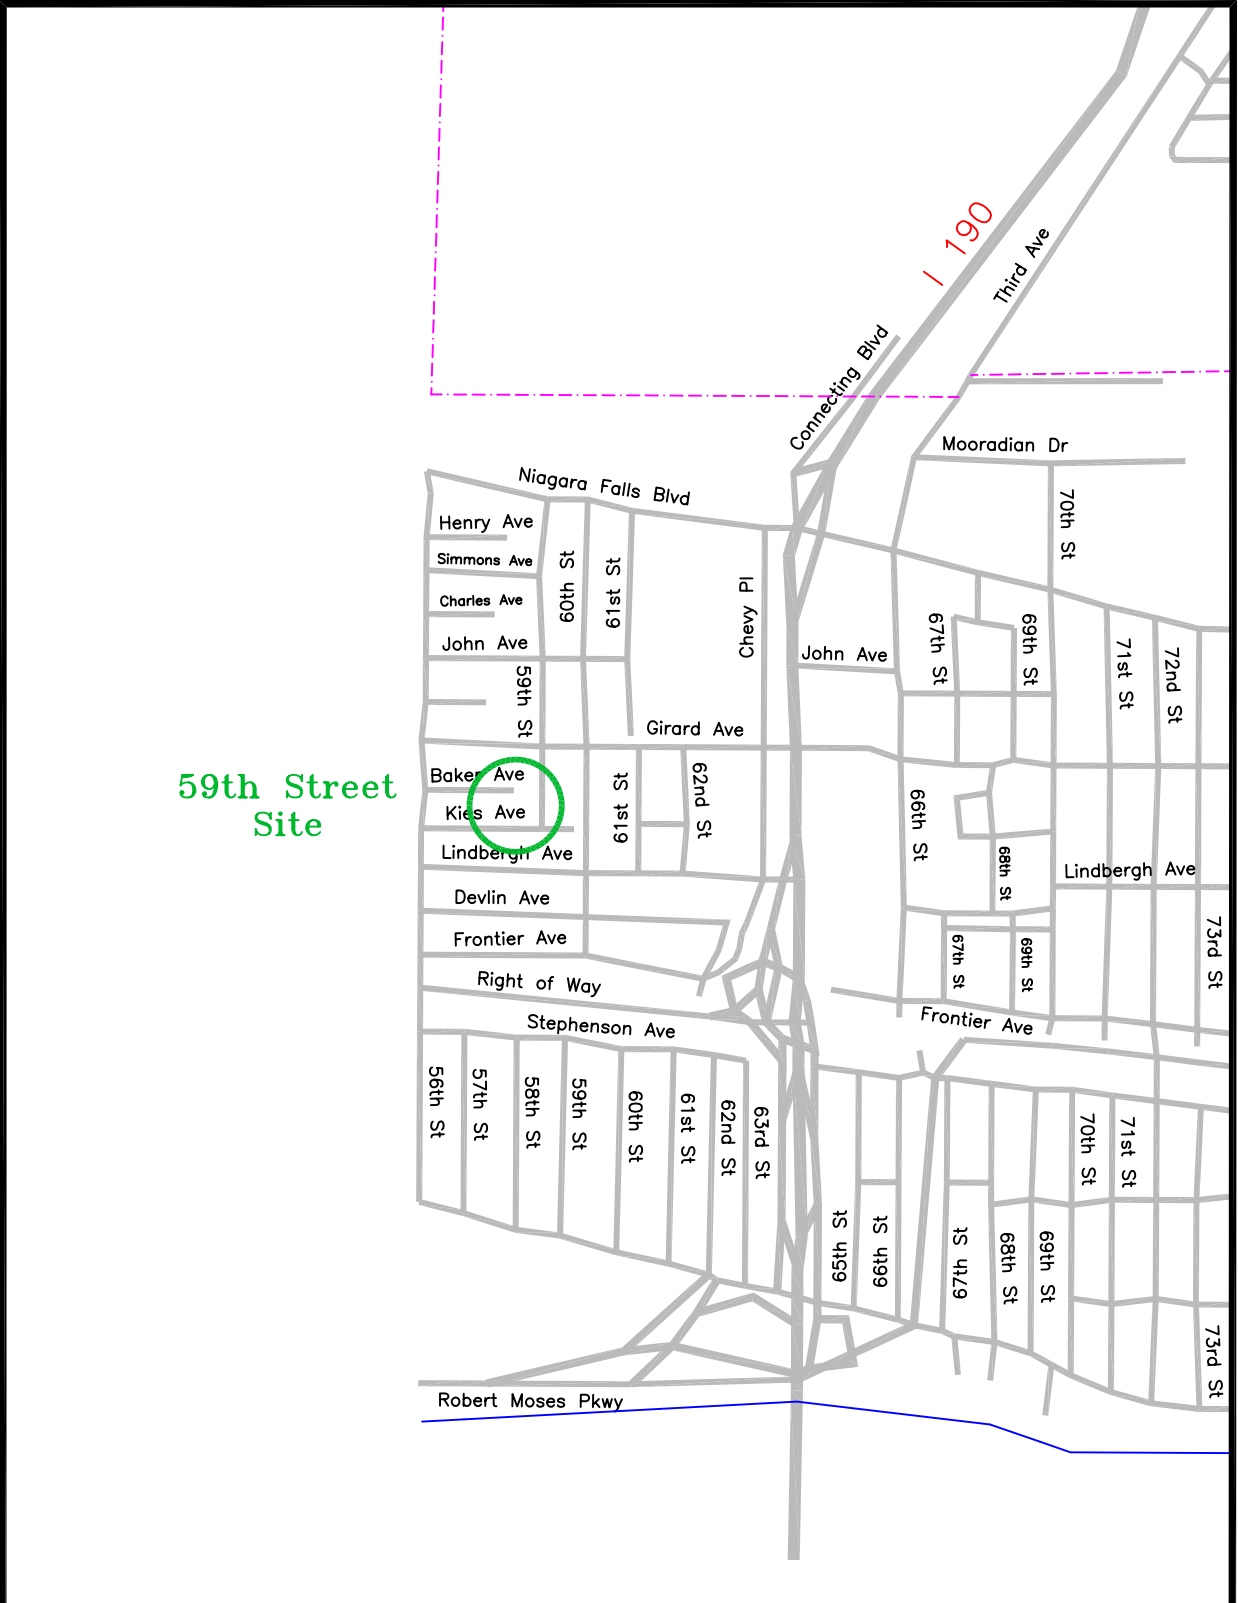 I 190
Third Ave
Connecting Blvd
Mooradian Dr
Niagara Falls Blvd
70th St
Henry Ave
Simmons Ave
60th St
61st St
Charles Ave
Chevy Pl
John Ave
John Ave
67th St
69th St
71st St
72nd St
59th St
Girard Ave
Baker Ave
59th Street
Site
Kies Ave
61st St
62nd St
66th St
Lindbergh Ave
68th St
Lindbergh Ave
Devlin Ave
Frontier Ave
67th St
69th St
73rd St
Right of Way
Stephenson Ave
Frontier Ave
56th St
57th St
58th St
59th St
60th St
61st St
62nd St
63rd St
70th St
71st St
65th St
66th St
67th St
68th St
69th St
73rd St
Robert Moses Pkwy